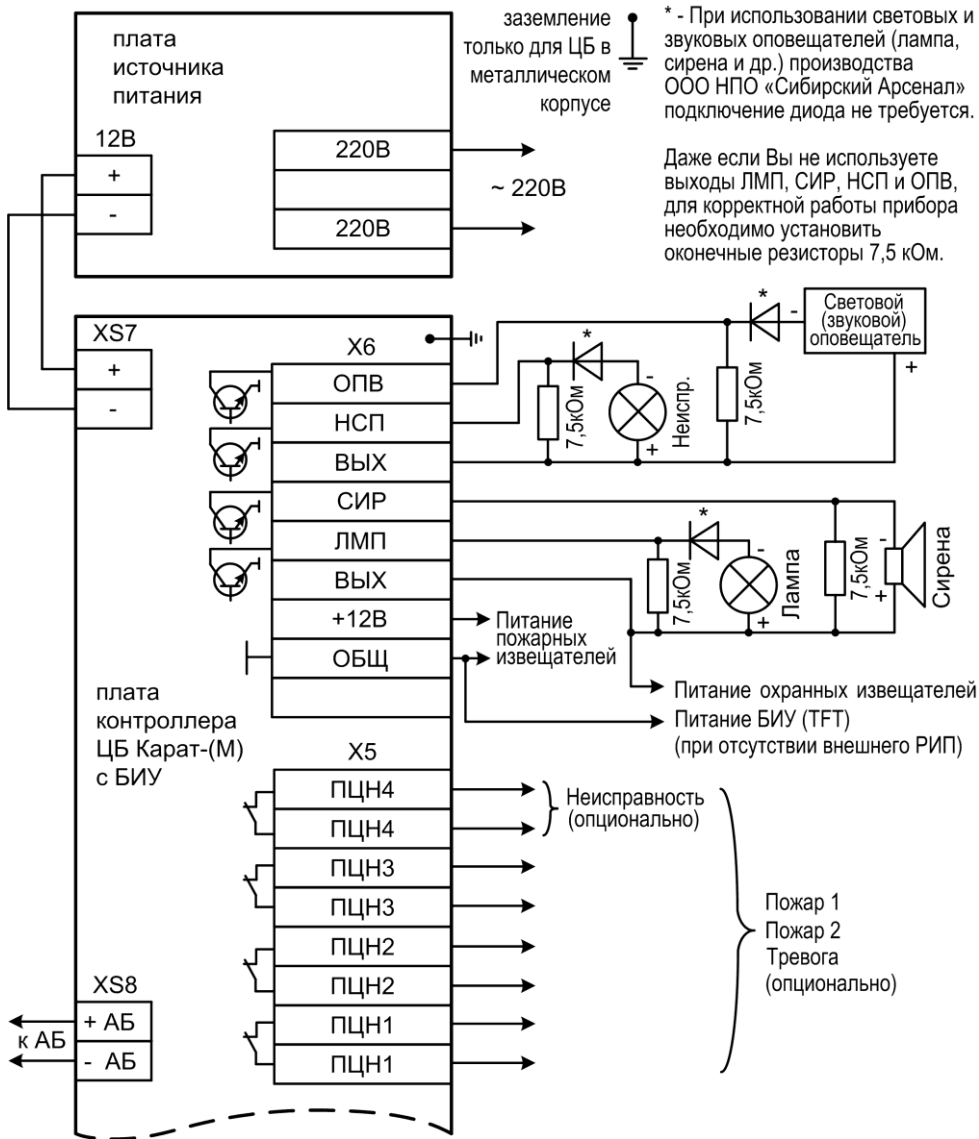 плата
источника
питания
12В
+
-
220В
220В
~ 220В
заземление
только для ЦБ в
металлическом
корпусе
* - При использовании световых и
звуковых оповещателей (лампа,
сирена и др.) производства
ООО НПО «Сибирский Арсенал»
подключение диода не требуется.
Даже если Вы не используете
выходы ЛМП, СИР, НСП и ОПВ,
для корректной работы прибора
необходимо установить
оконечные резисторы 7,5 кОм.
XS7
+
-
X6
ОПВ
НСП
ВЫХ
СИР
ЛМП
ВЫХ
+12В
ОБЩ
*
7,5кОм
-
+
Неиспр.
*
7,5кОм
-
Световой
(звуковой)
оповещатель
+
*
7,5кОм
-
+
Лампа
7,5кОм
-
+
Сирена
Питание
пожарных
извещателей
Питание охранных извещателей
Питание БИУ (TFT)
(при отсутствии внешнего РИП)
плата
контроллера
ЦБ Карат-(М)
с БИУ
X5
ПЦН4
ПЦН4
ПЦН3
ПЦН3
ПЦН2
ПЦН2
ПЦН1
ПЦН1
Неисправность
(опционально)
Пожар 1
Пожар 2
Тревога
(опционально)
XS8
+ АБ
- АБ
к АБ